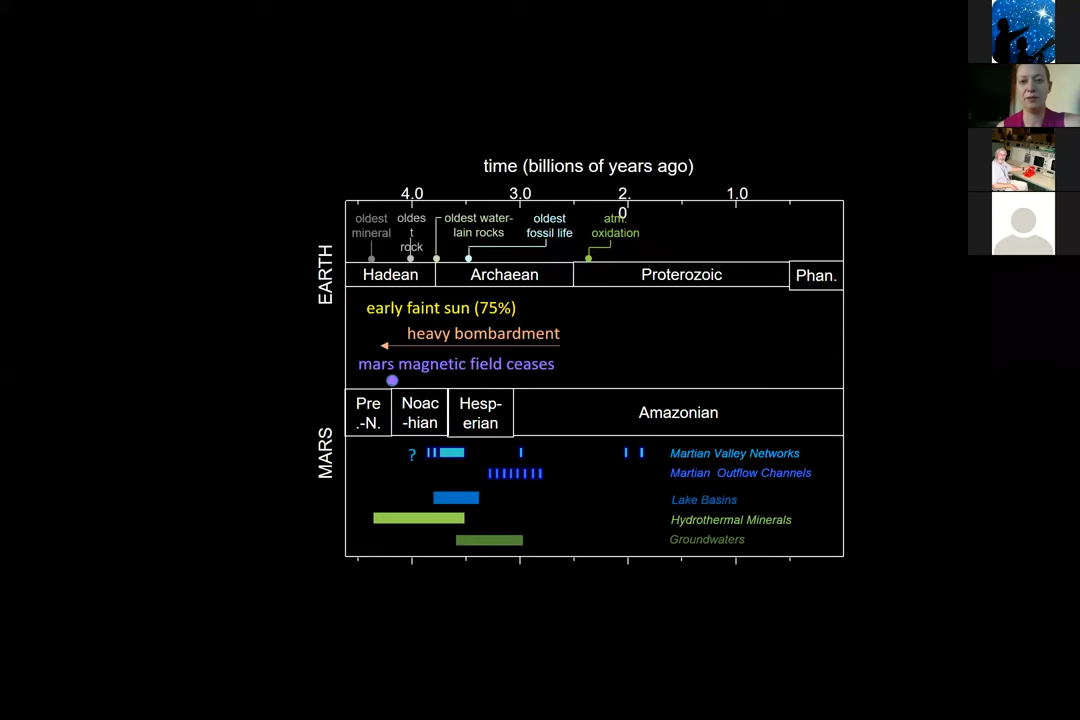 time (billions of years ago)
4.0 3.0 2. 1.0
0
oldest oldes oldest water- oldest atm.
mineral t lain rocks fossil life oxidation
rock
EARTH
Hadean Archaean Proterozoic Phan.
early faint sun (75%)
heavy bombardment
mars magnetic field ceases
MARS
Pre Noac Hesp- Amazonian
.-N. -hian erian
? Martian Valley Networks
Martian Outflow Channels
Lake Basins
Hydrothermal Minerals
Groundwaters